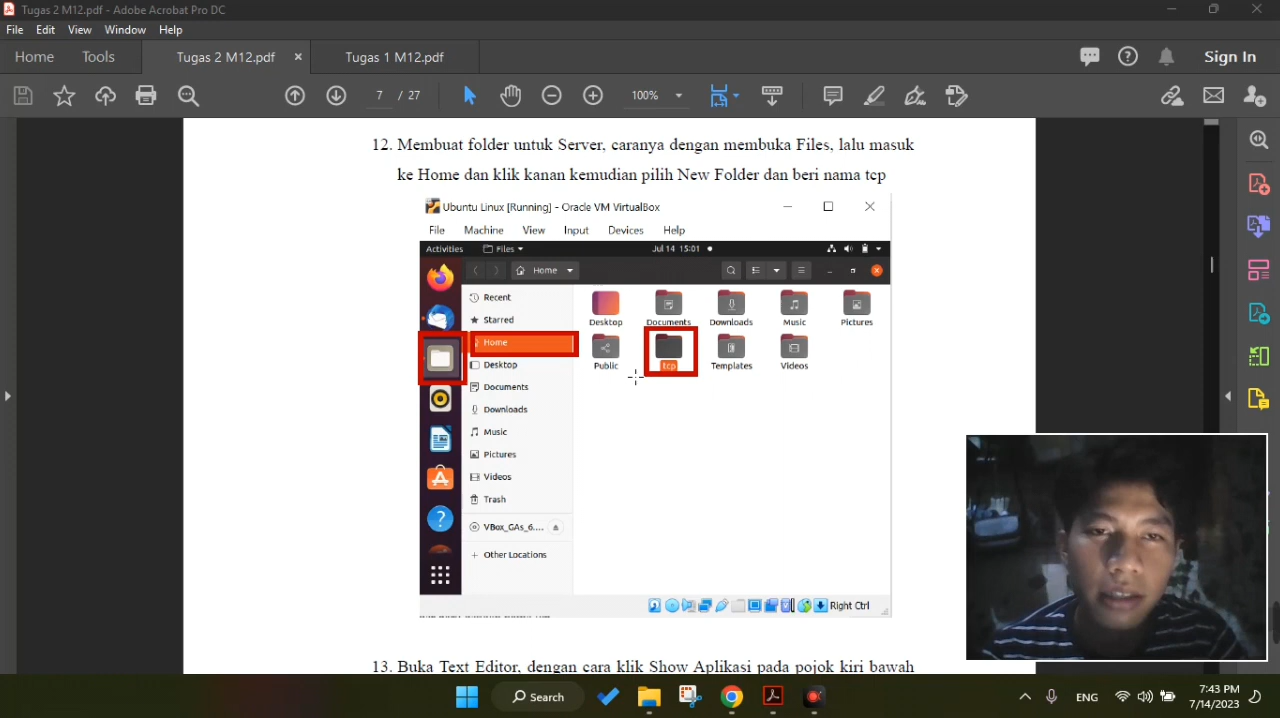 Tugas 2 M12.pdf - Adobe Acrobat Pro DC
File Edit View Window Help
Home Tools Tugas 2 M12.pdf × Tugas 1 M12.pdf Sign In
7 / 27 100%
12. Membuat folder untuk Server, caranya dengan membuka Files, lalu masuk
ke Home dan klik kanan kemudian pilih New Folder dan beri nama tcp
Ubuntu Linux [Running] - Oracle VM VirtualBox
File Machine View Input Devices Help
Activities Files Jul 14 15:01
Home
Recent
Starred
Home
Desktop
Documents
Downloads
Music
Pictures
Videos
Trash
VBox_GAs_6....
+ Other Locations
Desktop Documents Downloads Music Pictures
Public tcp Templates Videos
Right Ctrl
13. Buka Text Editor, dengan cara klik Show Aplikasi pada pojok kiri bawah
Search
ENG
7:43 PM
7/14/2023